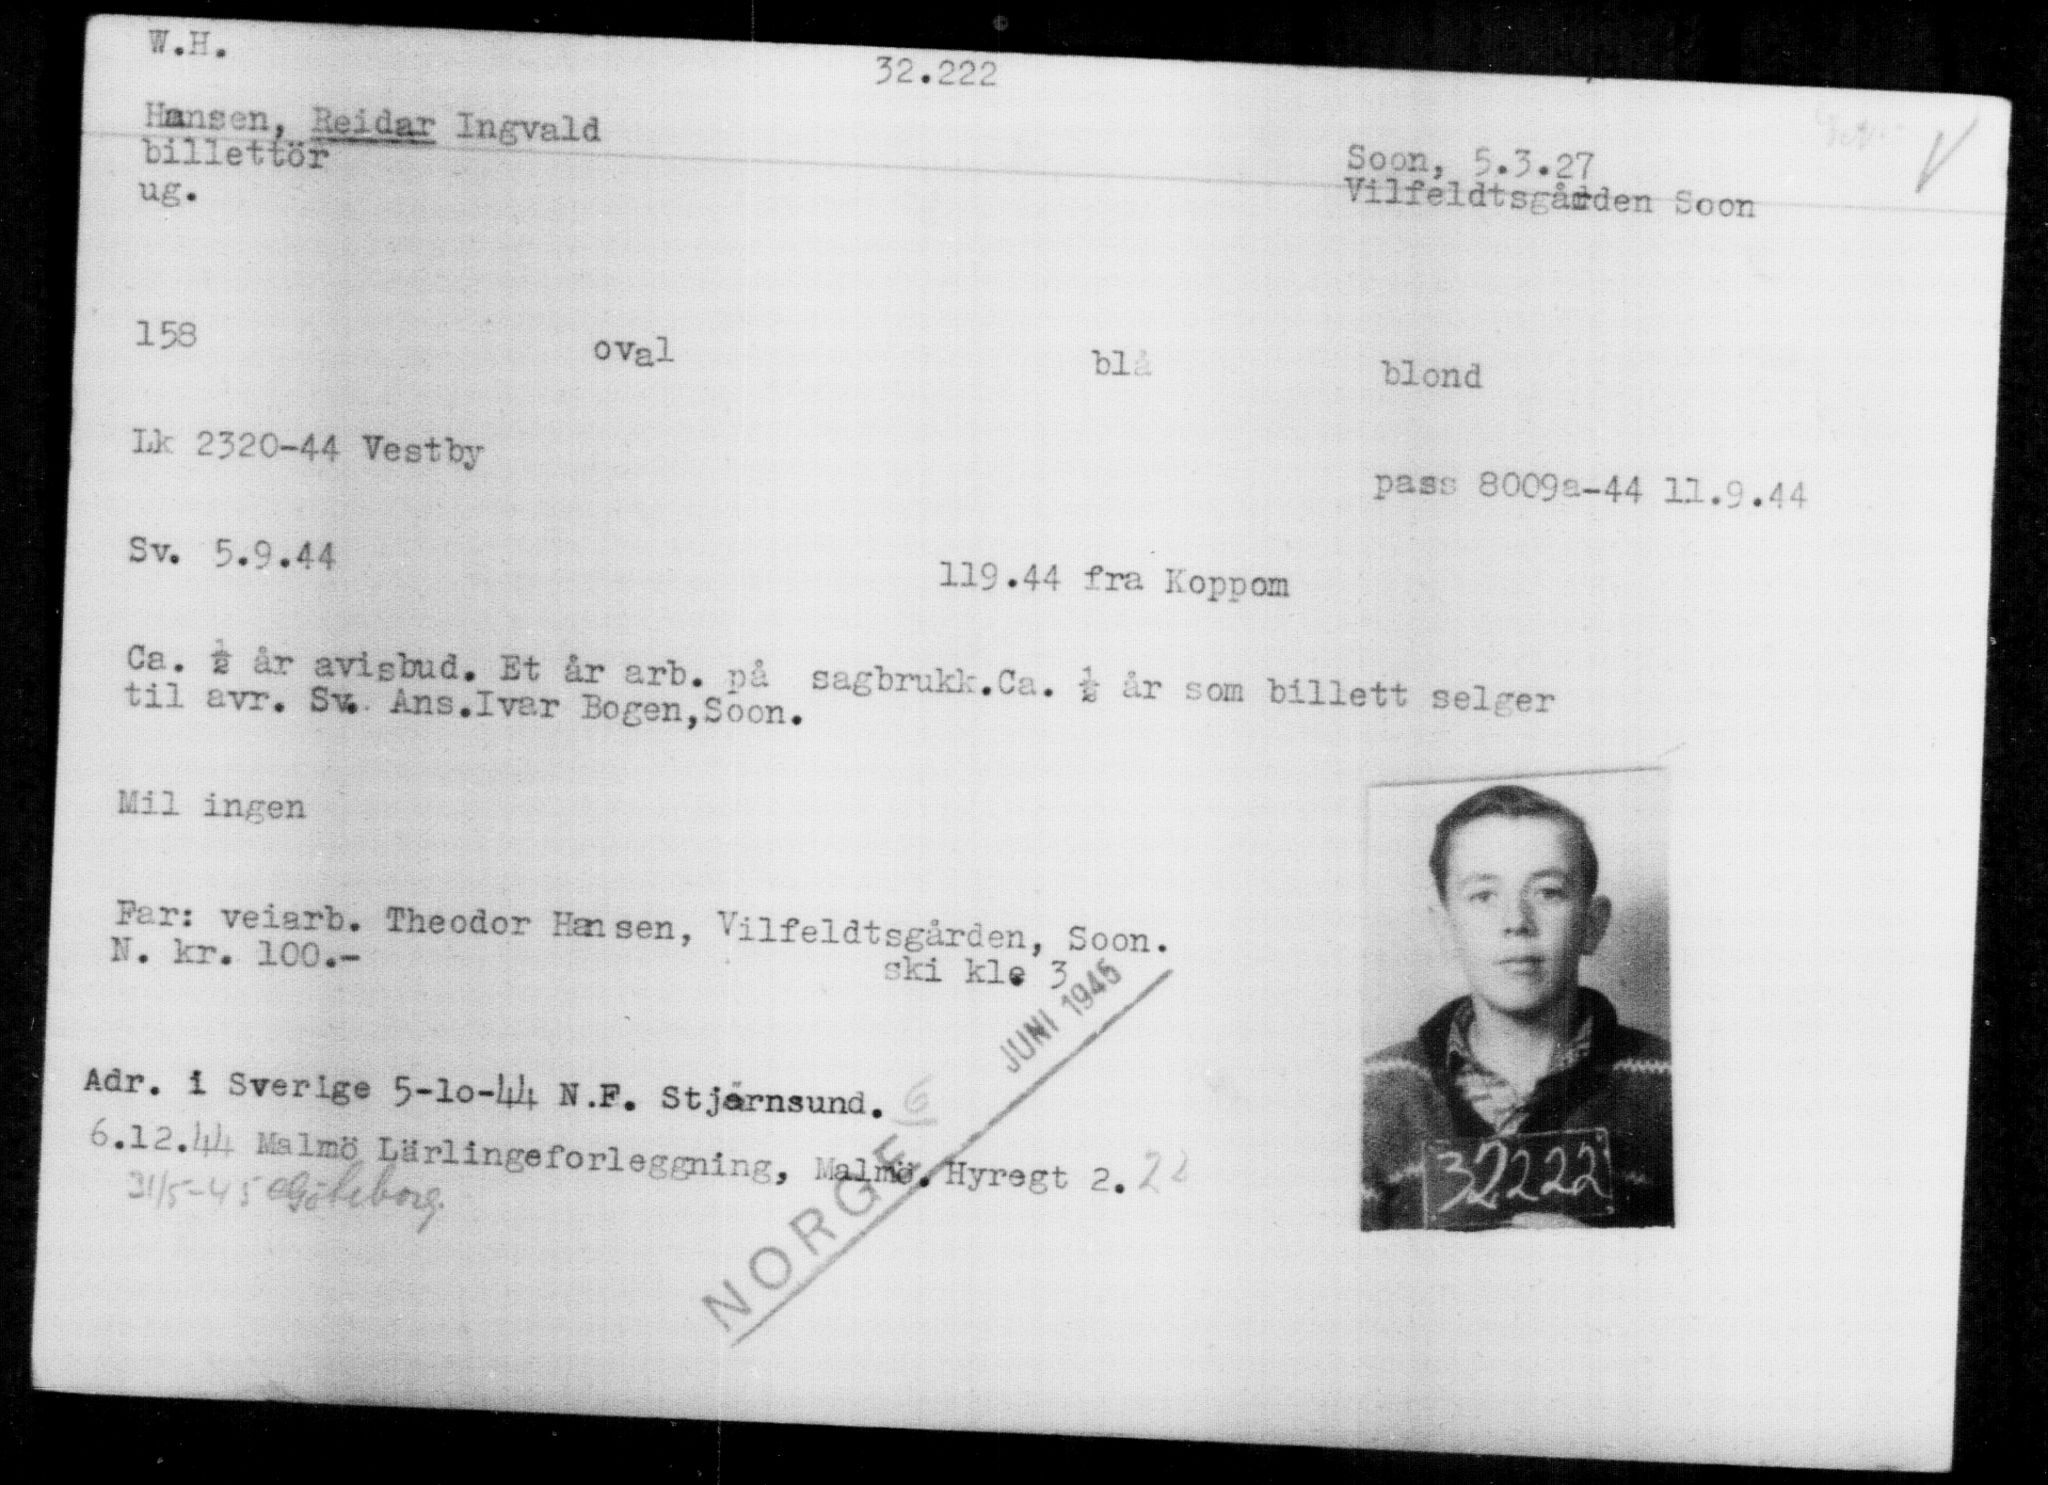 W.H.
32.222
Hansen, Reidar Ingvald
billettör
ug.
Soon, 5.3.27
Vilfeldtsgården Soon
158 oval blå blond
Lk 2320-44 Vestby
pass 8009a-44 11.9.44
Sv. 5.9.44
119.44 fra Koppom
Ca. ½ år avisbud. Et år arb. på sagbrukk.Ca. ½ år som billett selger
til avr. Sv. Ans.Ivar Bogen,Soon.
Mil ingen
Far: veiarb. Theodor Hansen, Vilfeldtsgården, Soon.
N. kr. 100.-
ski kl. 3
JUNI 1945
Adr. i Sverige 5-10-44 N.F. Stjärnsund.
6
6.12.44 Malmö Lärlingeforleggning, Malmö. Hyregt 2. 22
31/5-45 Göteborg.
NORGE
32222